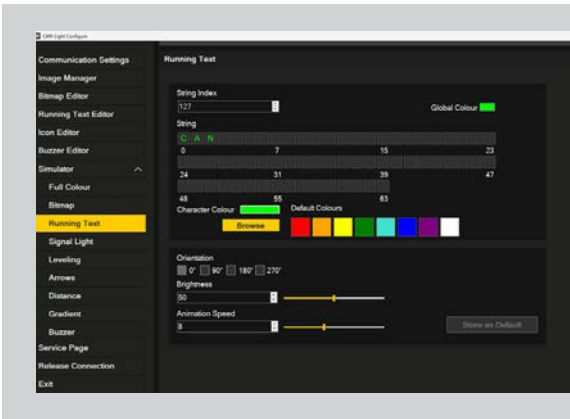 CAN Light Configure
Communication Settings
Image Manager
Bitmap Editor
Running Text Editor
Icon Editor
Buzzer Editor
Simulator
Full Colour
Bitmap
Running Text
Signal Light
Leveling
Arrows
Distance
Gradient
Buzzer
Service Page
Release Connection
Exit
Running Text
String Index
127
Global Colour
String
C A N
0 7 15 23
24 31 39 47
48 55 63
Character Colour
Default Colours
Browse
Orientation
0° 90° 180° 270°
Brightness
50
Animation Speed
8
Store as Default